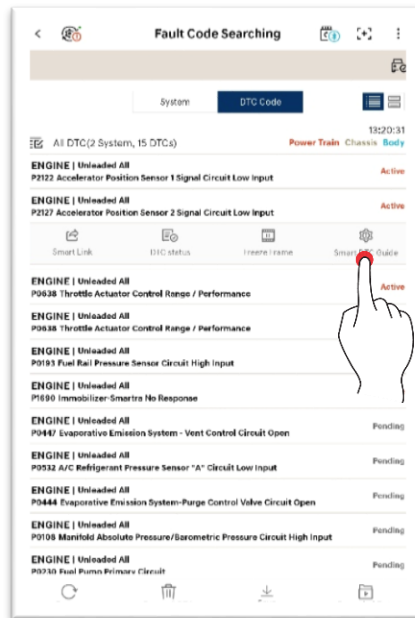 Fault Code Searching
System
DTC Code
13:20:31
All DTC(2 System, 15 DTCs)
Power Train Chassis Body
ENGINE | Unleaded All
P2122 Accelerator Position Sensor 1 Signal Circuit Low Input
Active
ENGINE | Unleaded All
P2127 Accelerator Position Sensor 2 Signal Circuit Low Input
Active
Smart Link
DTC status
Freeze Frame
Smart DTC Guide
ENGINE | Unleaded All
P0638 Throttle Actuator Control Range / Performance
Active
ENGINE | Unleaded All
P0638 Throttle Actuator Control Range / Performance
ENGINE | Unleaded All
P0193 Fuel Rail Pressure Sensor Circuit High Input
ENGINE | Unleaded All
P1690 Immobilizer-Smartra No Response
ENGINE | Unleaded All
P0447 Evaporative Emission System - Vent Control Circuit Open
Pending
ENGINE | Unleaded All
P0532 A/C Refrigerant Pressure Sensor "A" Circuit Low Input
Pending
ENGINE | Unleaded All
P0444 Evaporative Emission System-Purge Control Valve Circuit Open
Pending
ENGINE | Unleaded All
P0108 Manifold Absolute Pressure/Barometric Pressure Circuit High Input
Pending
ENGINE | Unleaded All
P0230 Fuel Pump Primary Circuit
Pending